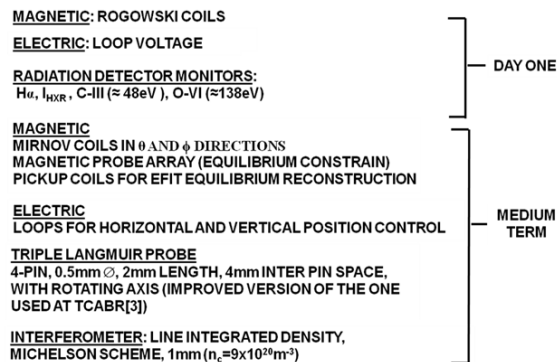 MAGNETIC: ROGOWSKI COILS
ELECTRIC: LOOP VOLTAGE
RADIATION DETECTOR MONITORS:
Hα, I_HXR, C-III (≈ 48eV ), O-VI (≈138eV)
DAY ONE
MAGNETIC
MIRNOV COILS IN θ AND ϕ DIRECTIONS
MAGNETIC PROBE ARRAY (EQUILIBRIUM CONSTRAIN)
PICKUP COILS FOR EFIT EQUILIBRIUM RECONSTRUCTION
ELECTRIC
LOOPS FOR HORIZONTAL AND VERTICAL POSITION CONTROL
TRIPLE LANGMUIR PROBE
4-PIN, 0.5mm ∅, 2mm LENGTH, 4mm INTER PIN SPACE,
WITH ROTATING AXIS (IMPROVED VERSION OF THE ONE
USED AT TCABR[3])
INTERFEROMETER: LINE INTEGRATED DENSITY,
MICHELSON SCHEME, 1mm (n_c=9x10²⁰m⁻³)
MEDIUM
TERM